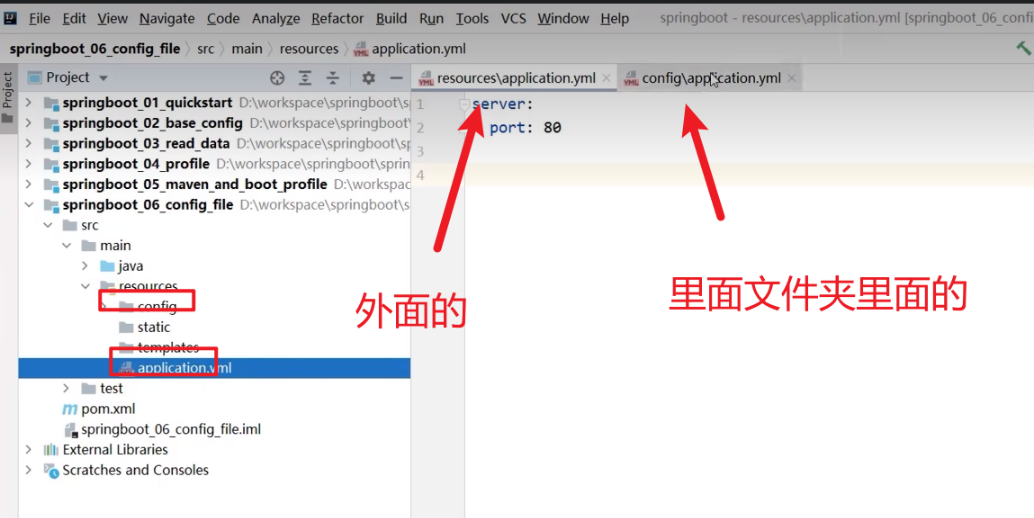 File Edit View Navigate Code Analyze Refactor Build Run Tools VCS Window Help springboot - resources\application.yml [springboot_06_confi
springboot_06_config_file src main resources application.yml
Project
Project
resources\application.yml
config\application.yml
springboot_01_quickstart D:\workspace\springboot\s
springboot_02_base_config D:\workspace\springboot\
springboot_03_read_data D:\workspace\springboot\sp
springboot_04_profile D:\workspace\springboot\sprin
springboot_05_maven_and_boot_profile D:\workspac
springboot_06_config_file D:\workspace\springboot\s
src
main
java
resources
config
static
templates
application.yml
test
pom.xml
springboot_06_config_file.iml
External Libraries
Scratches and Consoles
1 server:
2 port: 80
3
4
外面的
里面文件夹里面的